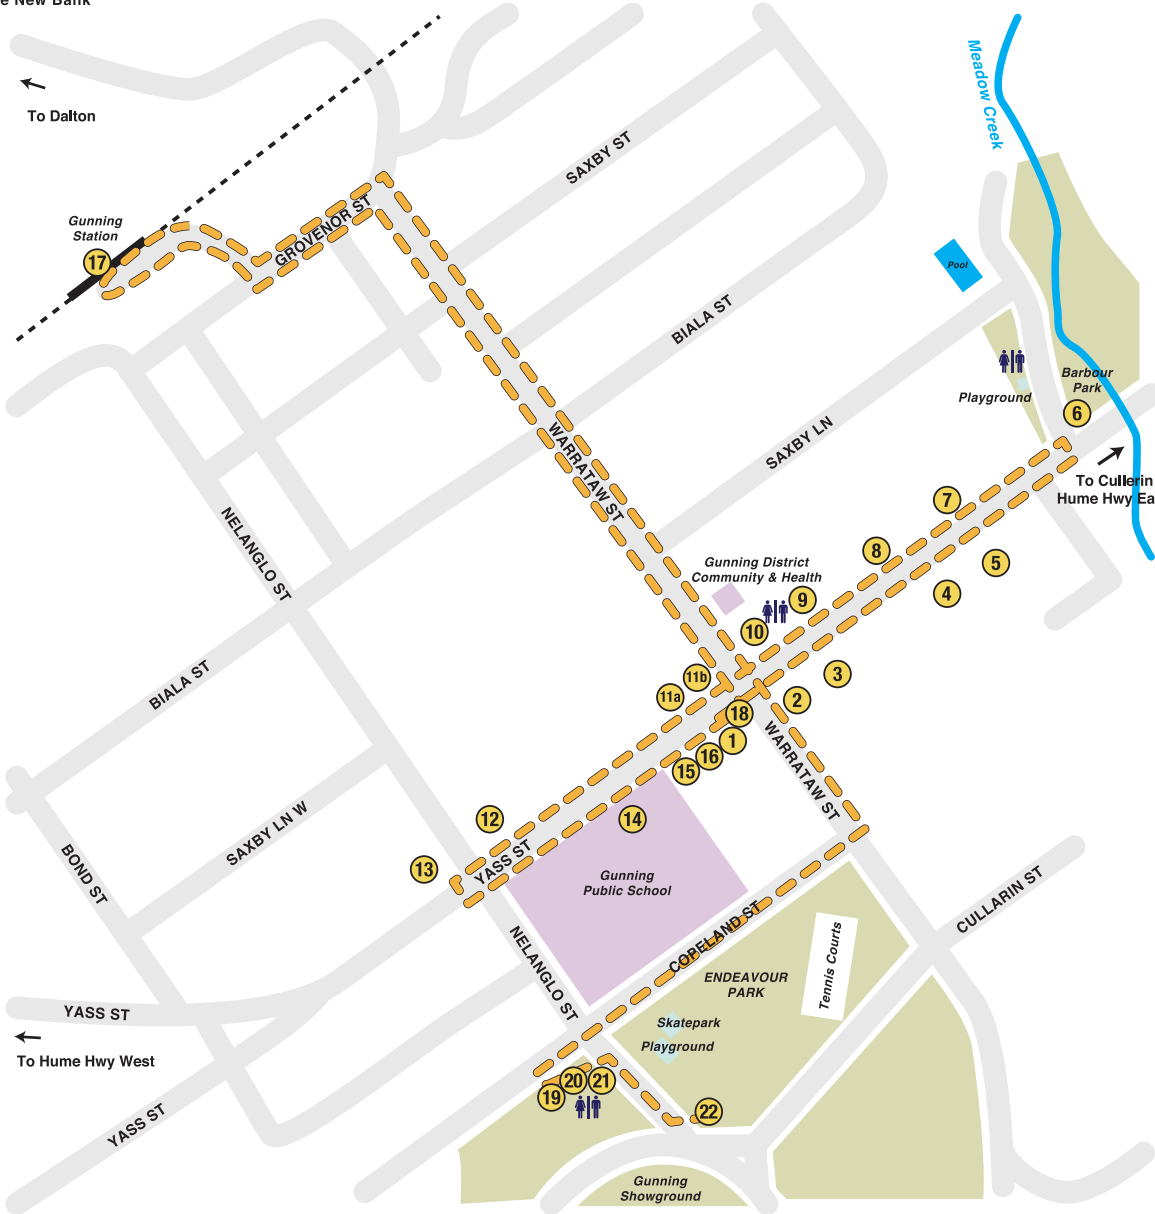 New Bank
To Dalton
Meadow Creek
SAXBY ST
Gunning
Station
17
GROVENOR ST
Pool
BIALA ST
Barbour
Park
Playground
6
SAXBY LN
WARRATAW ST
To Cullerin
Hume Hwy Ea
7
NELANGLO ST
8
5
Gunning District
Community & Health
4
9
10
3
BIALA ST
11b
11a
2
18
1
WARRATAW ST
16
15
12
14
SAXBY LN W
13
YASS ST
BOND ST
Gunning
Public School
CULLARIN ST
COPELAND ST
NELANGLO ST
Tennis Courts
ENDEAVOUR
PARK
YASS ST
Skatepark
Playground
To Hume Hwy West
20
21
19
22
YASS ST
Gunning
Showground